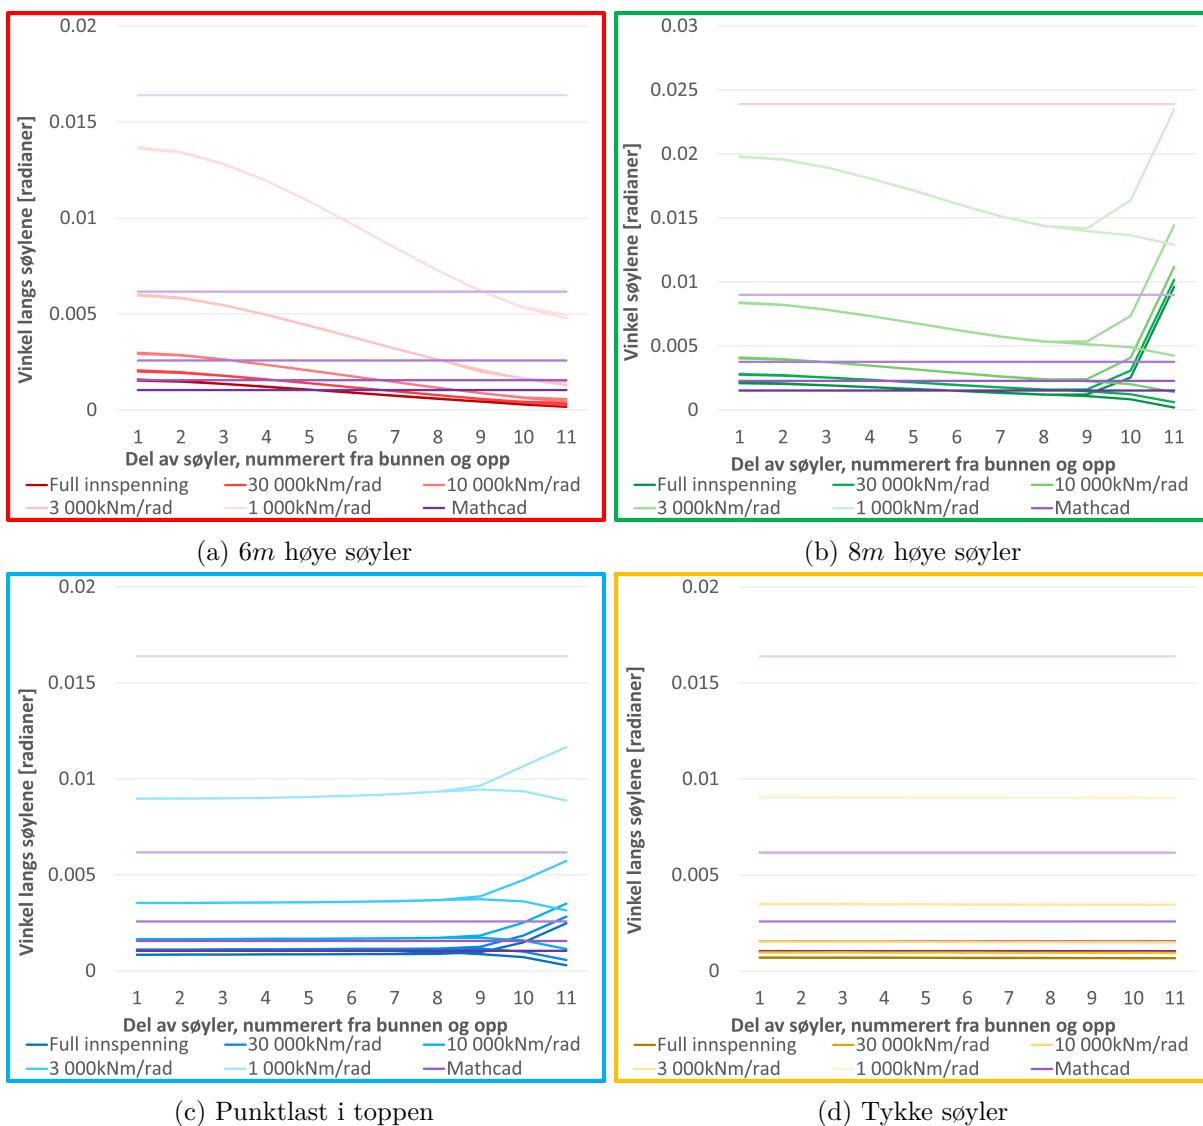 0.02
0.015
0.01
0.005
0
Vinkel langs søylene [radianer]
1 2 3 4 5 6 7 8 9 10 11
Del av søyler, nummerert fra bunnen og opp
Full innspenning 30 000kNm/rad 10 000kNm/rad
3 000kNm/rad 1 000kNm/rad Mathcad
(a) 6m høye søyler
0.03
0.025
0.02
0.015
0.01
0.005
0
Vinkel søylene [radianer]
1 2 3 4 5 6 7 8 9 10 11
Del av søyler, nummerert fra bunnen og opp
Full innspenning 30 000kNm/rad 10 000kNm/rad
3 000kNm/rad 1 000kNm/rad Mathcad
(b) 8m høye søyler
0.02
0.015
0.01
0.005
0
Vinkel langs søylene [radianer]
1 2 3 4 5 6 7 8 9 10 11
Del av søyler, nummerert fra bunnen og opp
Full innspenning 30 000kNm/rad 10 000kNm/rad
3 000kNm/rad 1 000kNm/rad Mathcad
(c) Punktlast i toppen
0.02
0.015
0.01
0.005
0
Vinkel langs søylene [radianer]
1 2 3 4 5 6 7 8 9 10 11
Del av søyler, nummerert fra bunnen og opp
Full innspenning 30 000kNm/rad 10 000kNm/rad
3 000kNm/rad 1 000kNm/rad Mathcad
(d) Tykke søyler